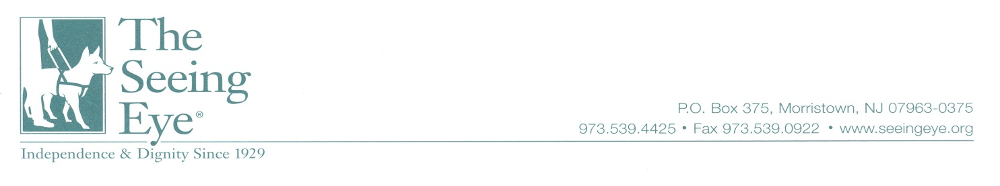 The
Seeing
Eye®
Independence & Dignity Since 1929
P.O. Box 375, Morristown, NJ 07963-0375
973.539.4425 • Fax 973.539.0922 • www.seeingeye.org